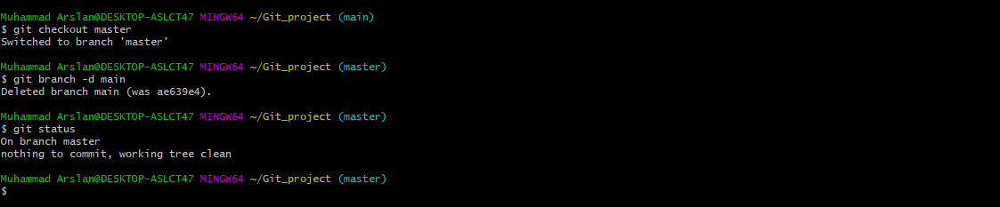 Muhammad Arslan@DESKTOP-ASLCT47 MINGW64 ~/Git_project (main)
$ git checkout master
Switched to branch 'master'
Muhammad Arslan@DESKTOP-ASLCT47 MINGW64 ~/Git_project (master)
$ git branch -d main
Deleted branch main (was ae639e4).
Muhammad Arslan@DESKTOP-ASLCT47 MINGW64 ~/Git_project (master)
$ git status
On branch master
nothing to commit, working tree clean
Muhammad Arslan@DESKTOP-ASLCT47 MINGW64 ~/Git_project (master)
$